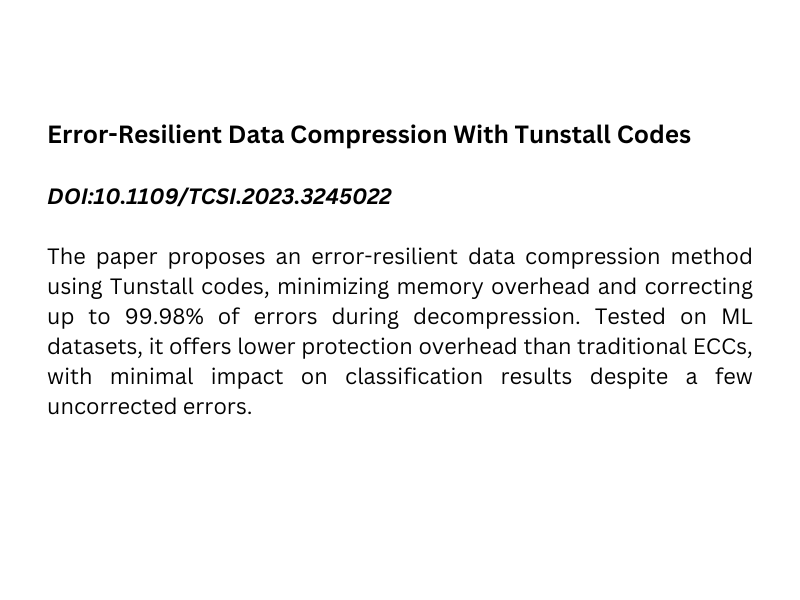 Error-Resilient Data Compression With Tunstall Codes
DOI:10.1109/TCSI.2023.3245022
The paper proposes an error-resilient data compression method
using Tunstall codes, minimizing memory overhead and correcting
up to 99.98% of errors during decompression. Tested on ML
datasets, it offers lower protection overhead than traditional ECCs,
with minimal impact on classification results despite a few
uncorrected errors.